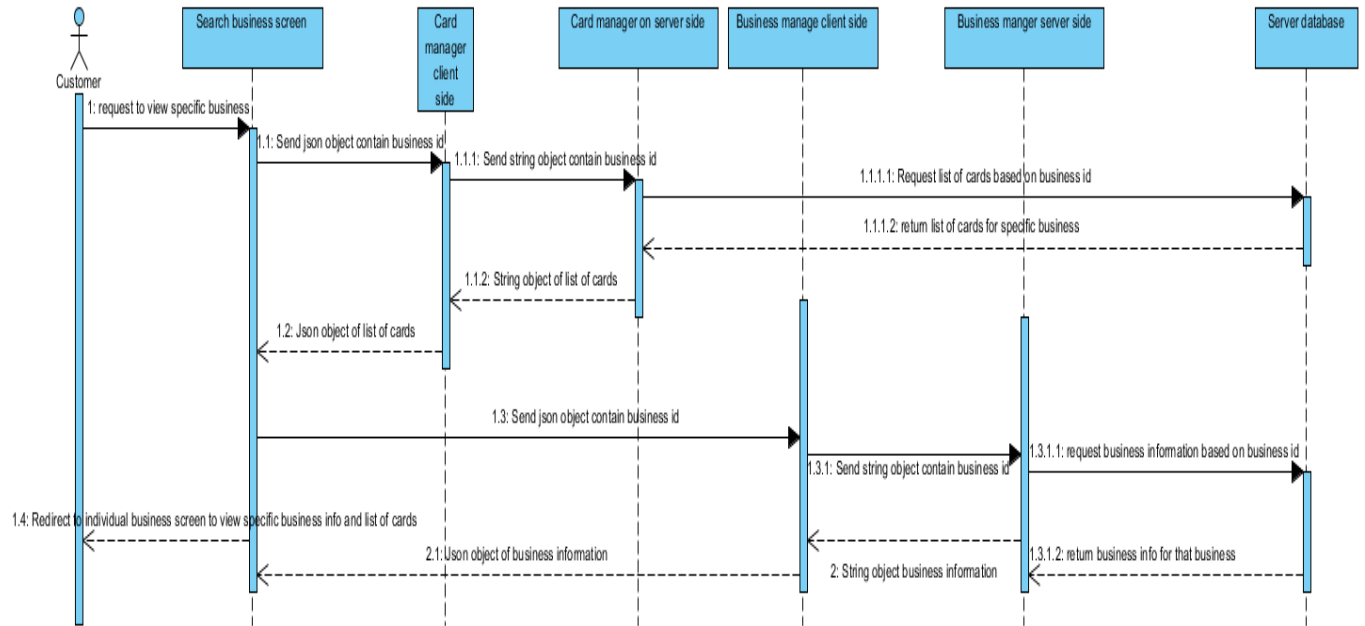 Customer
Search business screen
Card
manager
client
side
Card manager on server side
Business manage client side
Business manger server side
Server database
1: request to view specific business
1.1: Send json object contain business id
1.1.1: Send string object contain business id
1.1.1.1: Request list of cards based on business id
1.1.1.2: return list of cards for specific business
1.1.2: String object of list of cards
1.2: Json object of list of cards
1.3: Send json object contain business id
1.3.1: Send string object contain business id
1.3.1.1: request business information based on business id
1.4: Redirect to individual business screen to view specific business info and list of cards
2.1: Json object of business information
2: String object business information
1.3.1.2: return business info for that business